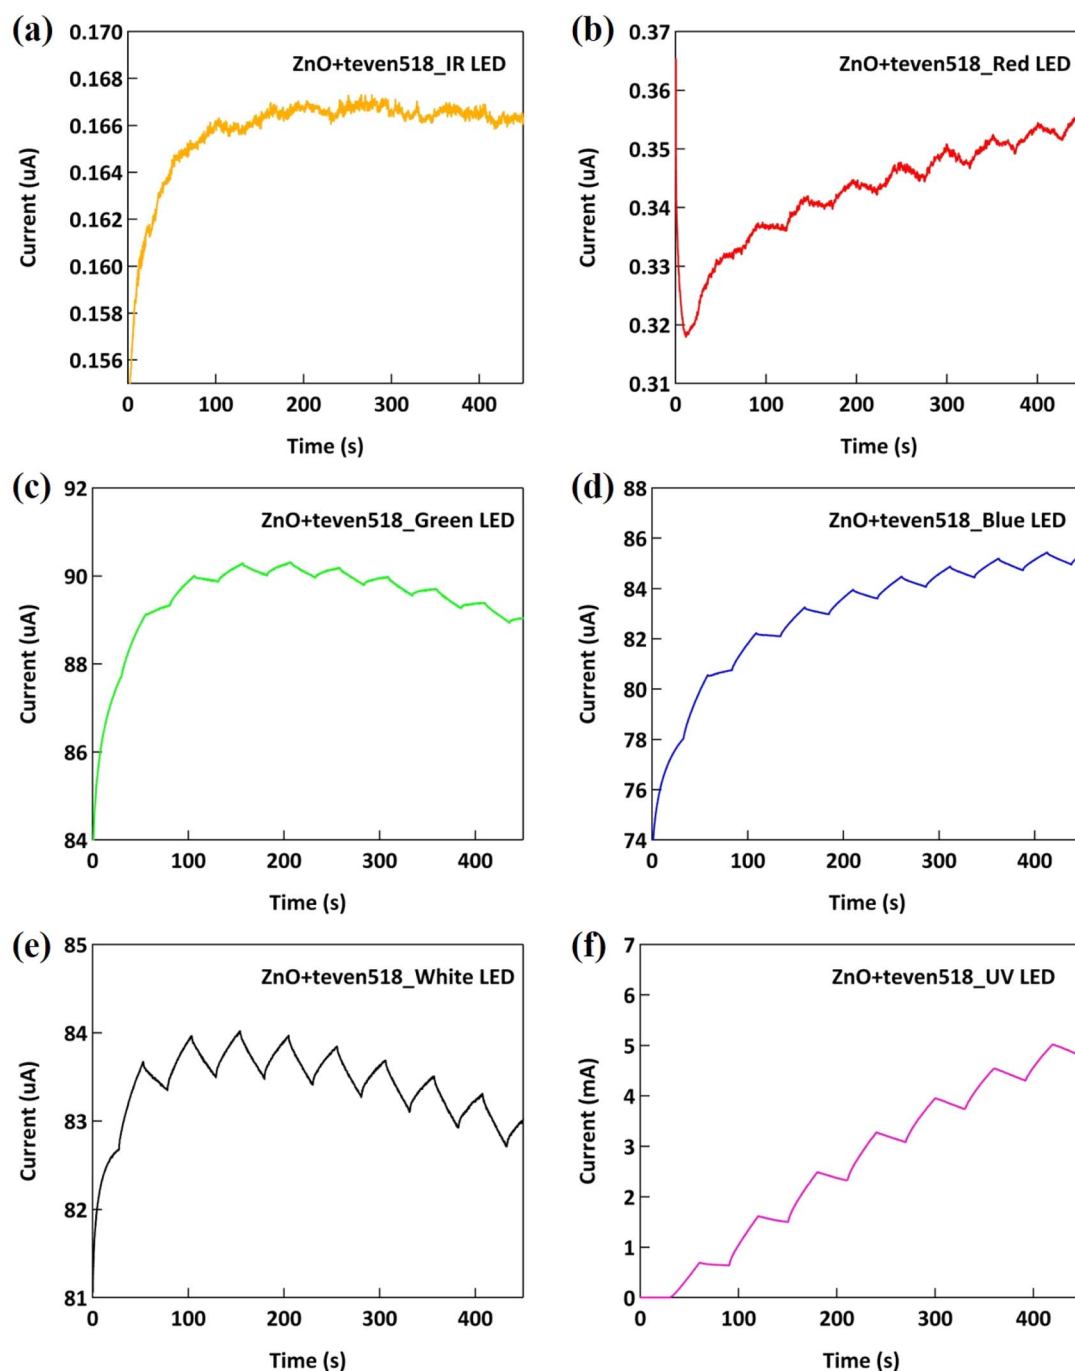 (a)
ZnO+teven518_IR LED
0.170
0.168
0.166
0.164
0.162
0.160
0.158
0.156
Current (uA)
0 100 200 300 400
Time (s)
(b)
ZnO+teven518_Red LED
0.37
0.36
0.35
0.34
0.33
0.32
0.31
Current (uA)
0 100 200 300 400
Time (s)
(c)
ZnO+teven518_Green LED
92
90
88
86
84
Current (uA)
0 100 200 300 400
Time (s)
(d)
ZnO+teven518_Blue LED
88
86
84
82
80
78
76
74
Current (uA)
0 100 200 300 400
Time (s)
(e)
ZnO+teven518_White LED
85
84
83
82
81
Current (uA)
0 100 200 300 400
Time (s)
(f)
ZnO+teven518_UV LED
7
6
5
4
3
2
1
0
Current (mA)
0 100 200 300 400
Time (s)